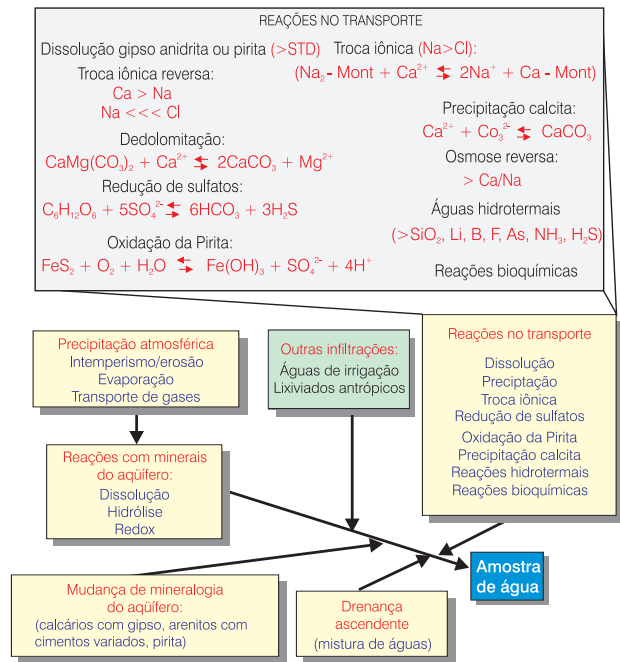 REAÇÕES NO TRANSPORTE
Dissolução gipso anidrita ou pirita (>STD)
Troca iônica reversa:
Ca > Na
Na <<< Cl
Dedolomitação:
CaMg(CO₃)₂ + Ca²⁺ ⇆ 2CaCO₃ + Mg²⁺
Redução de sulfatos:
C₆H₁₂O₆ + 5SO₄²⁻ ⇆ 6HCO₃ + 3H₂S
Oxidação da Pirita:
FeS₂ + O₂ + H₂O ⇆ Fe(OH)₃ + SO₄²⁻ + 4H⁺
Troca iônica (Na>Cl):
(Na₂- Mont + Ca²⁺ ⇆ 2Na⁺ + Ca - Mont)
Precipitação calcita:
Ca²⁺ + Co₃²⁻ ⇆ CaCO₃
Osmose reversa:
> Ca/Na
Águas hidrotermais
(>SiO₂, Li, B, F, As, NH₃, H₂S)
Reações bioquímicas
Precipitação atmosférica
Intemperismo/erosão
Evaporação
Transporte de gases
Outras infiltrações:
Águas de irrigação
Lixiviados antrópicos
Reações no transporte
Dissolução
Preciptação
Troca iônica
Redução de sulfatos
Oxidação da Pirita
Precipitação calcita
Reações hidrotermais
Reações bioquímicas
Reações com minerais
do aqüífero:
Dissolução
Hidrólise
Redox
Amostra
de água
Mudança de mineralogia
do aqüífero:
(calcários com gipso, arenitos com
cimentos variados, pirita)
Drenança
ascendente
(mistura de águas)